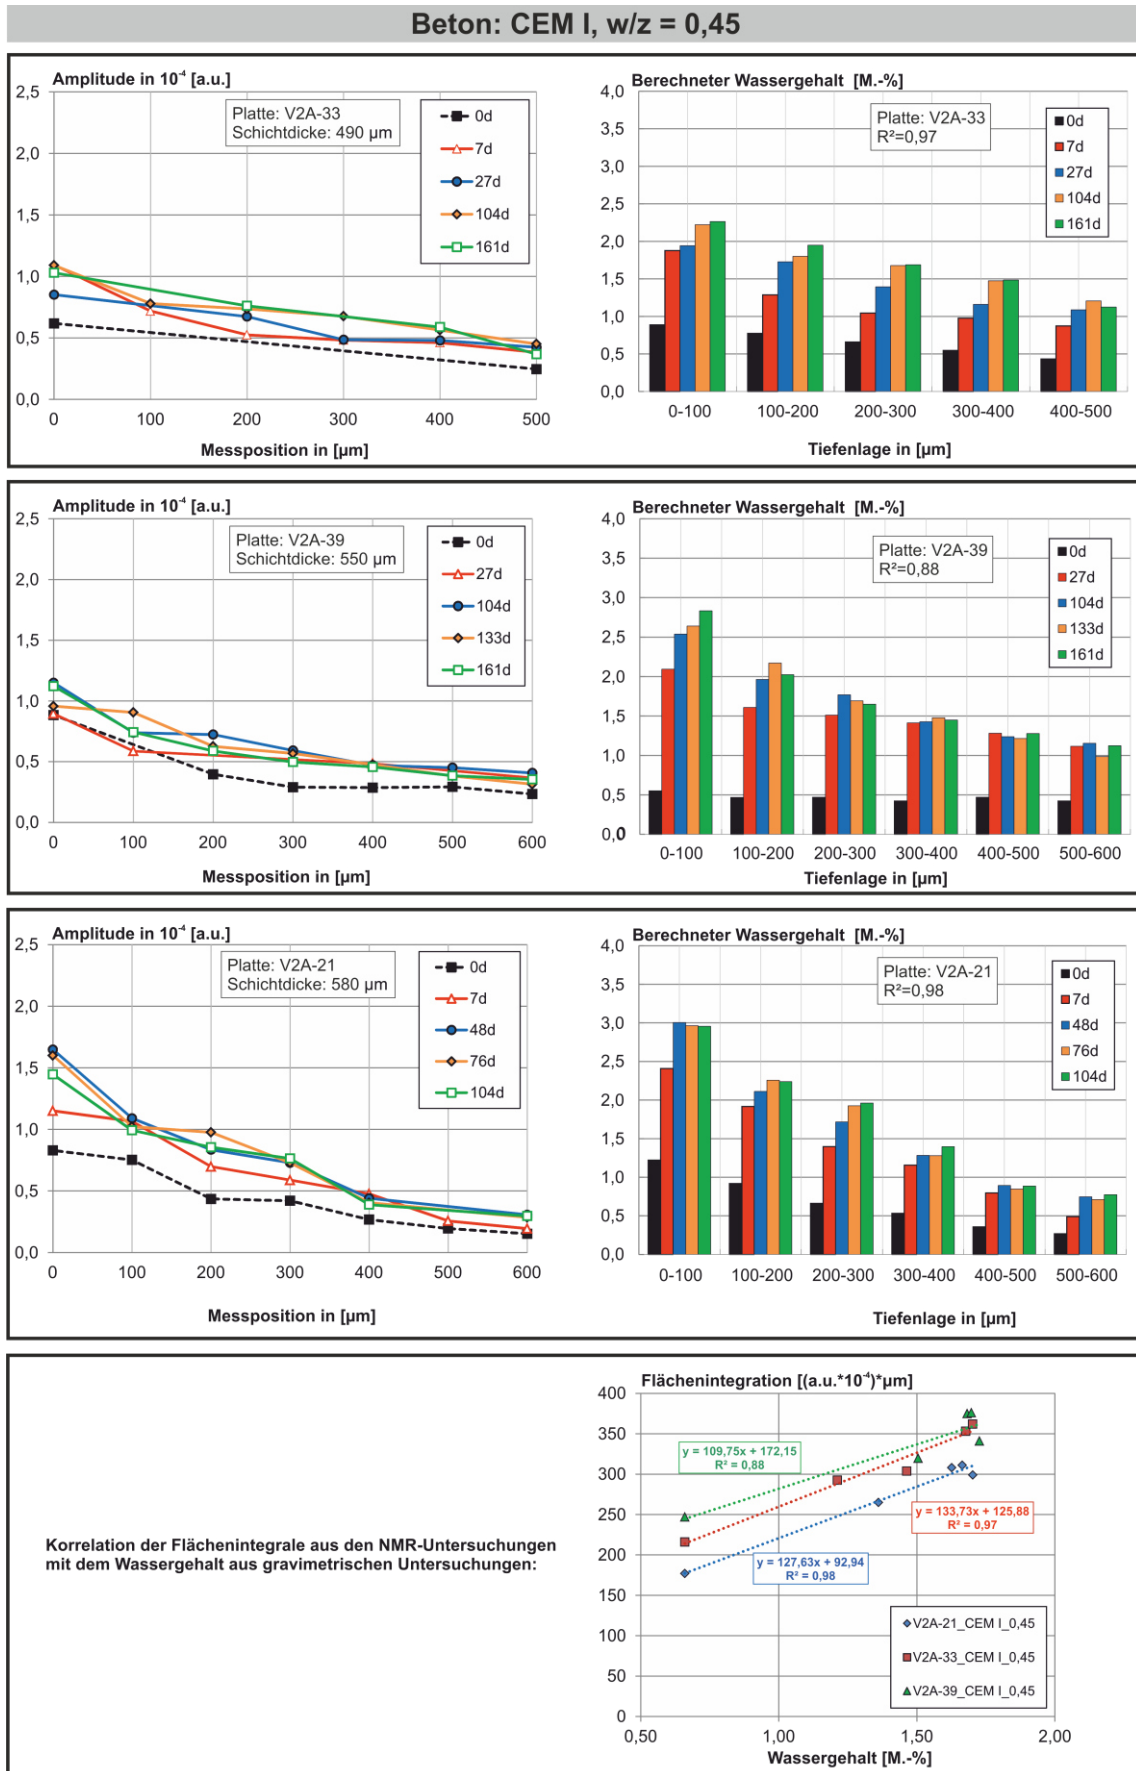 Beton: CEM I, w/z = 0,45
Amplitude in 10⁻⁴ [a.u.]
2,5
2,0
1,5
1,0
0,5
0,0
0 100 200 300 400 500
Messposition in [µm]
Platte: V2A-33
Schichtdicke: 490 µm
0d
7d
27d
104d
161d
Berechneter Wassergehalt [M.-%]
4,0
3,5
3,0
2,5
2,0
1,5
1,0
0,5
0,0
0-100 100-200 200-300 300-400 400-500
Tiefenlage in [µm]
Platte: V2A-33
R²=0,97
0d
7d
27d
104d
161d
Amplitude in 10⁻⁴ [a.u.]
2,5
2,0
1,5
1,0
0,5
0,0
0 100 200 300 400 500 600
Messposition in [µm]
Platte: V2A-39
Schichtdicke: 550 µm
0d
27d
104d
133d
161d
Berechneter Wassergehalt [M.-%]
4,0
3,5
3,0
2,5
2,0
1,5
1,0
0,5
0,0
0-100 100-200 200-300 300-400 400-500 500-600
Tiefenlage in [µm]
Platte: V2A-39
R²=0,88
0d
27d
104d
133d
161d
Amplitude in 10⁻⁴ [a.u.]
2,5
2,0
1,5
1,0
0,5
0,0
0 100 200 300 400 500 600
Messposition in [µm]
Platte: V2A-21
Schichtdicke: 580 µm
0d
7d
48d
76d
104d
Berechneter Wassergehalt [M.-%]
4,0
3,5
3,0
2,5
2,0
1,5
1,0
0,5
0,0
0-100 100-200 200-300 300-400 400-500 500-600
Tiefenlage in [µm]
Platte: V2A-21
R²=0,98
0d
7d
48d
76d
104d
Korrelation der Flächenintegrale aus den NMR-Untersuchungen
mit dem Wassergehalt aus gravimetrischen Untersuchungen:
Flächenintegration [(a.u.*10⁻⁴)*µm]
400
350
300
250
200
150
100
50
0
0,50 1,00 1,50 2,00
Wassergehalt [M.-%]
y = 109,75x + 172,15
R² = 0,88
y = 133,73x + 125,88
R² = 0,97
y = 127,63x + 92,94
R² = 0,98
V2A-21_CEM I_0,45
V2A-33_CEM I_0,45
V2A-39_CEM I_0,45